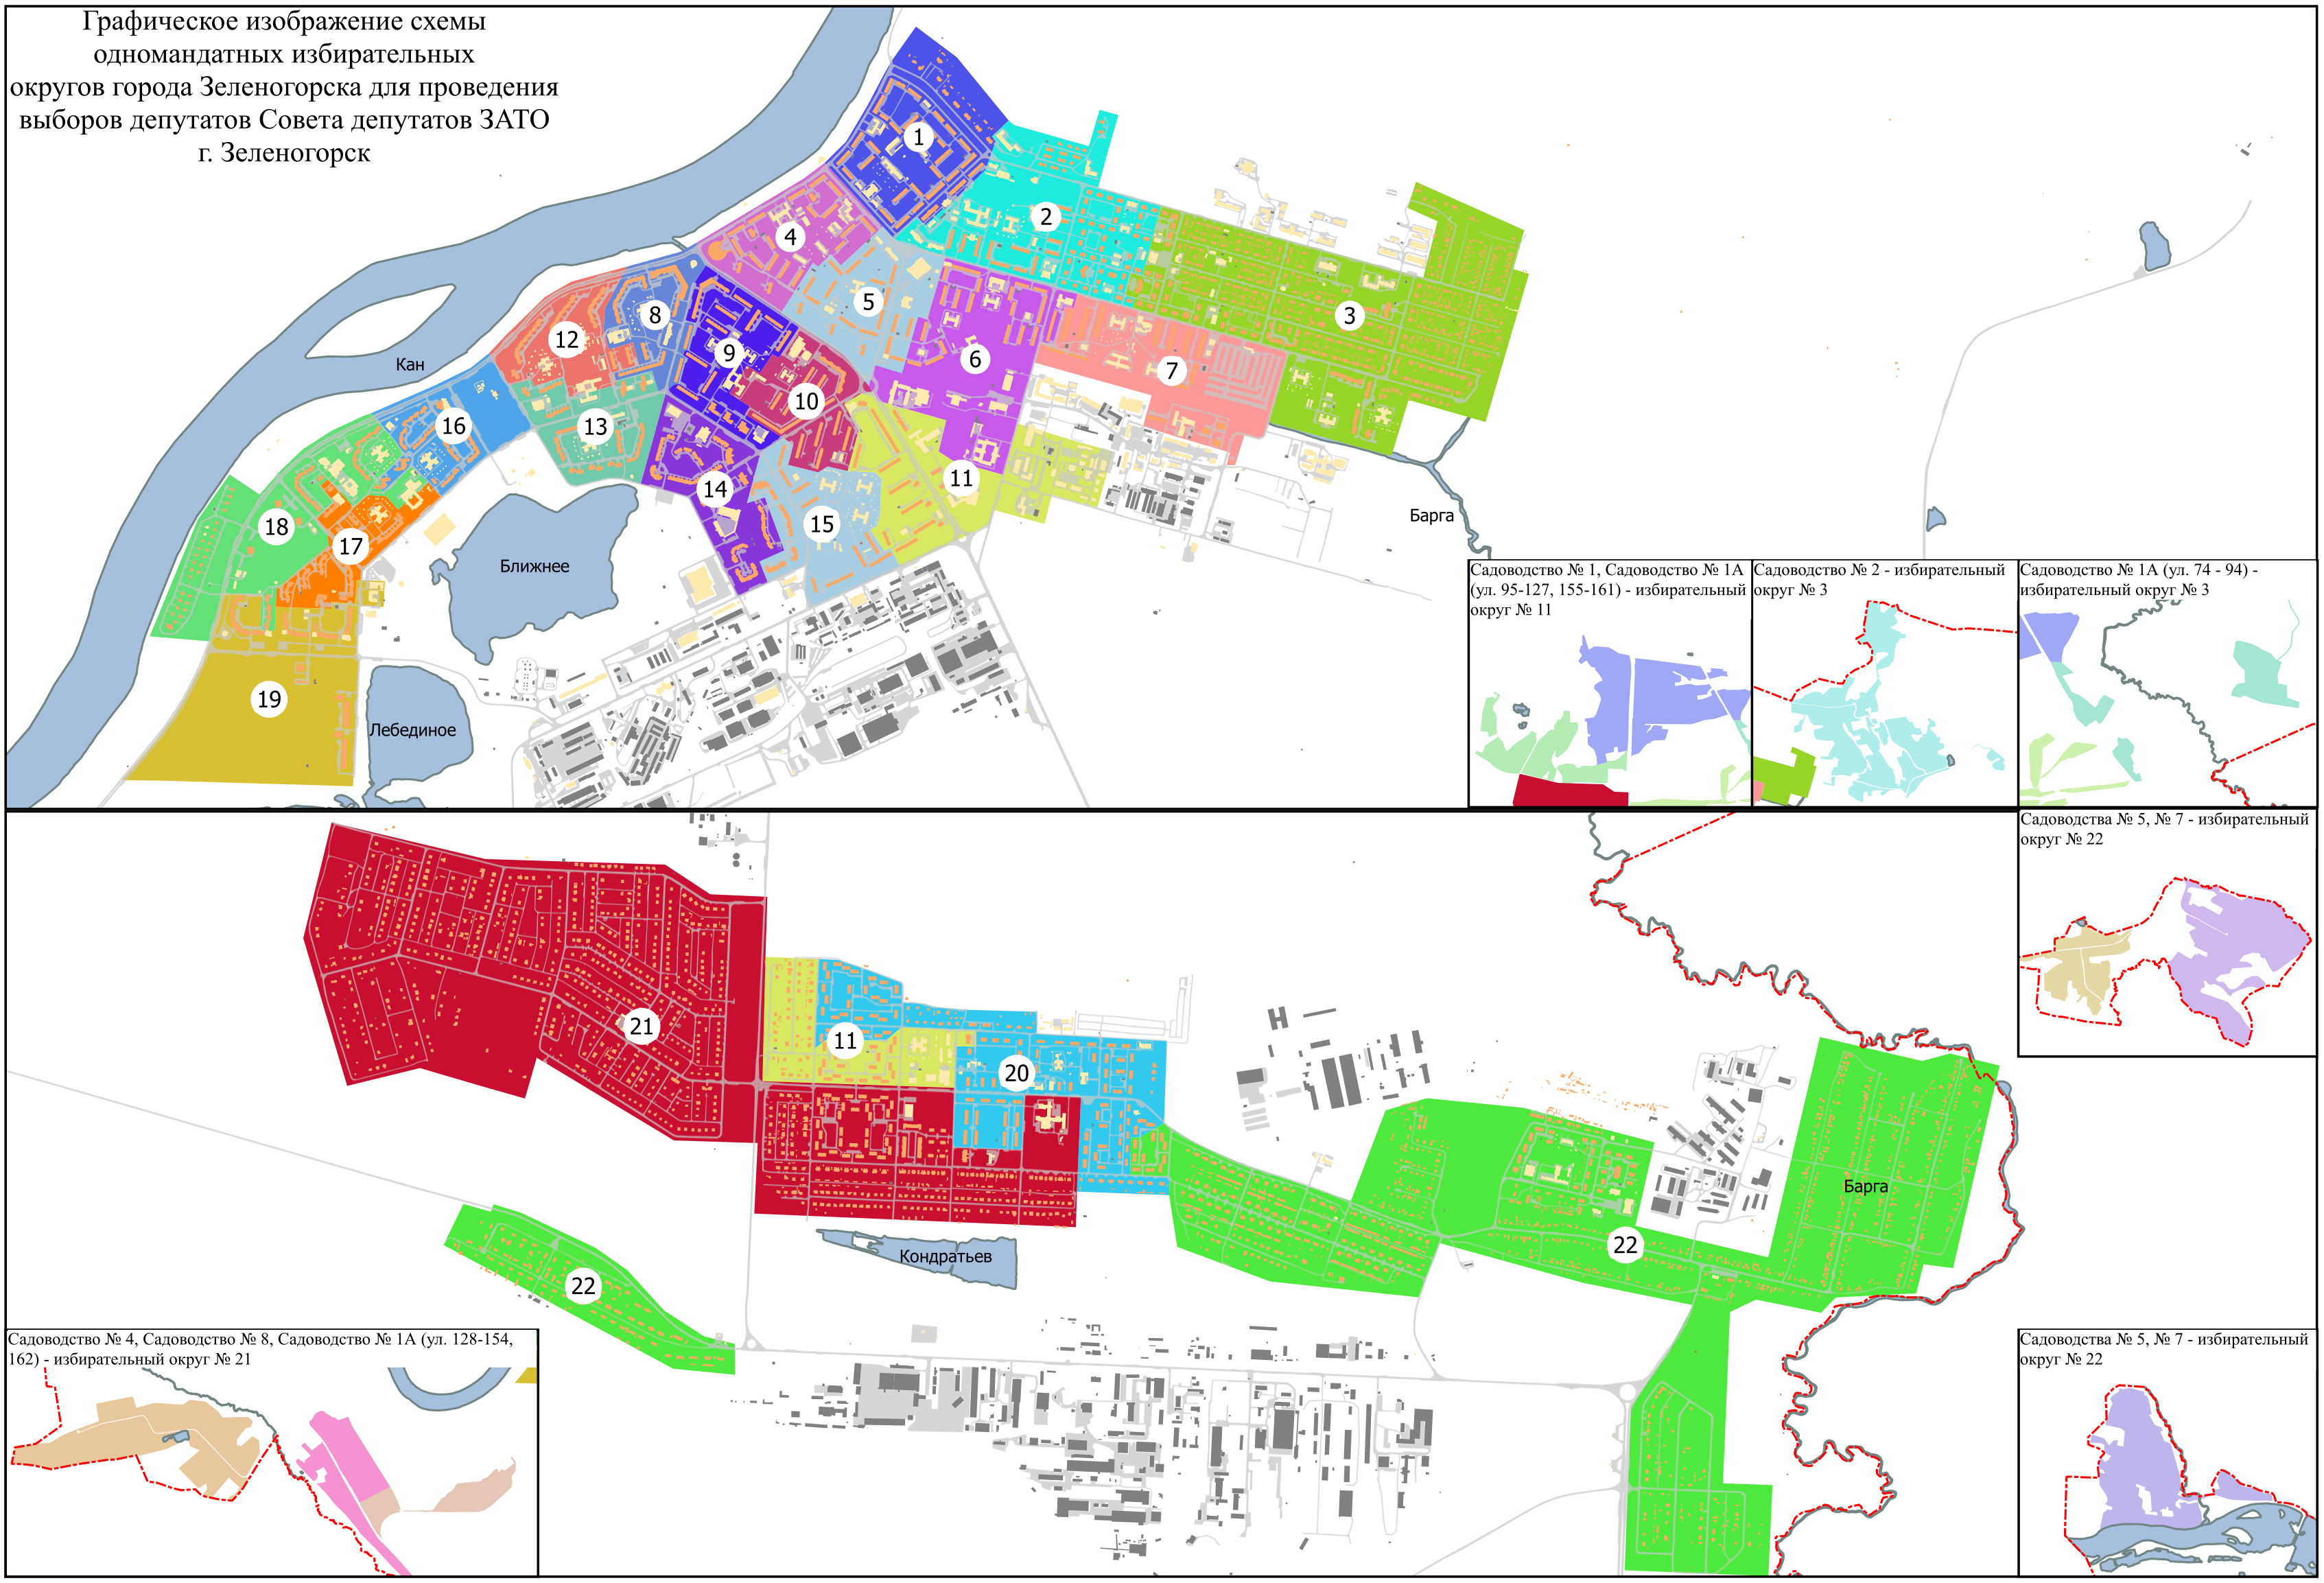 Графическое изображение схемы
одномандатных избирательных
округов города Зеленогорска для проведения
выборов депутатов Совета депутатов ЗАТО
г. Зеленогорск
1
2
4
3
5
8
12
9
6
7
Кан
10
16
13
11
14
18
15
17
Барга
Ближнее
19
Лебединое
Садоводство № 1, Садоводство № 1А
(ул. 95-127, 155-161) - избирательный
округ № 11
Садоводство № 2 - избирательный
округ № 3
Садоводство № 1А (ул. 74 - 94) -
избирательный округ № 3
Садоводства № 5, № 7 - избирательный
округ № 22
21
11
20
Барга
22
Кондратьев
22
Садоводство № 4, Садоводство № 8, Садоводство № 1А (ул. 128-154,
162) - избирательный округ № 21
Садоводства № 5, № 7 - избирательный
округ № 22